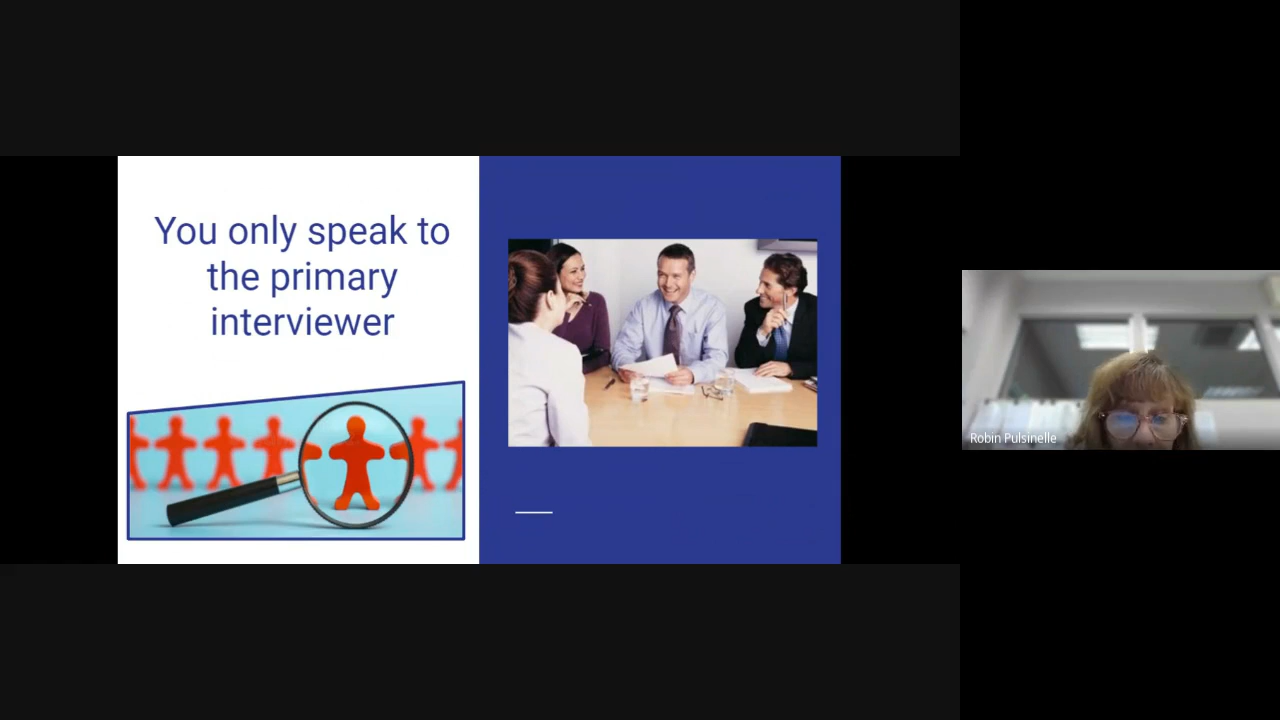 You only speak to
the primary
interviewer
Robin Pulsinelle